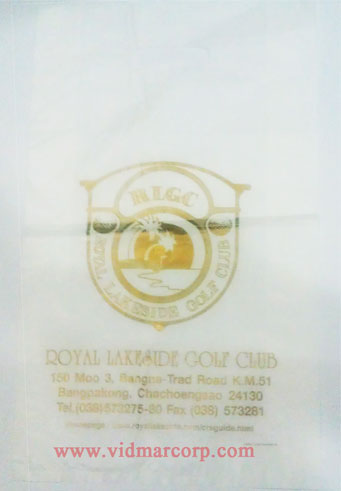 RLGC
ROYAL LAKESIDE GOLF CLUB
ROYAL LAKESIDE GOLF CLUB
150 Moo 3, Bangna-Trad Road K.M.51
Bangpakong, Chachoengsao 24130
Tel.(038)573275-80 Fax (038) 573281
www.vidmarcorp.com